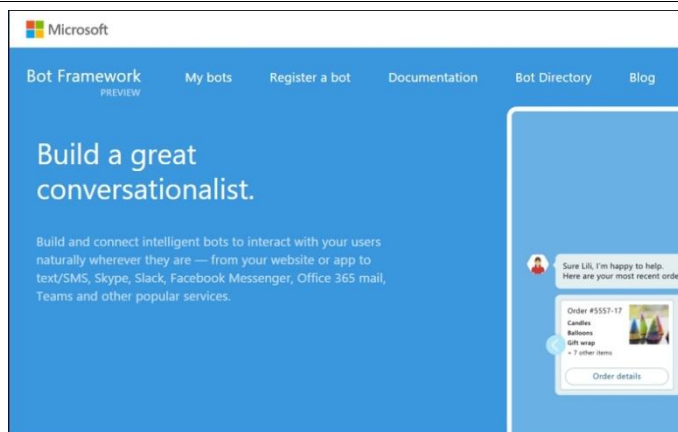 Microsoft
Bot Framework
PREVIEW
My bots
Register a bot
Documentation
Bot Directory
Blog
Build a great
conversationalist.
Build and connect intelligent bots to interact with your users
naturally wherever they are — from your website or app to
text/SMS, Skype, Slack, Facebook Messenger, Office 365 mail,
Teams and other popular services.
Sure Lili, I'm happy to help.
Here are your most recent orde
Order #5557-17
Candles
Balloons
Gift wrap
+ 7 other items
Order details